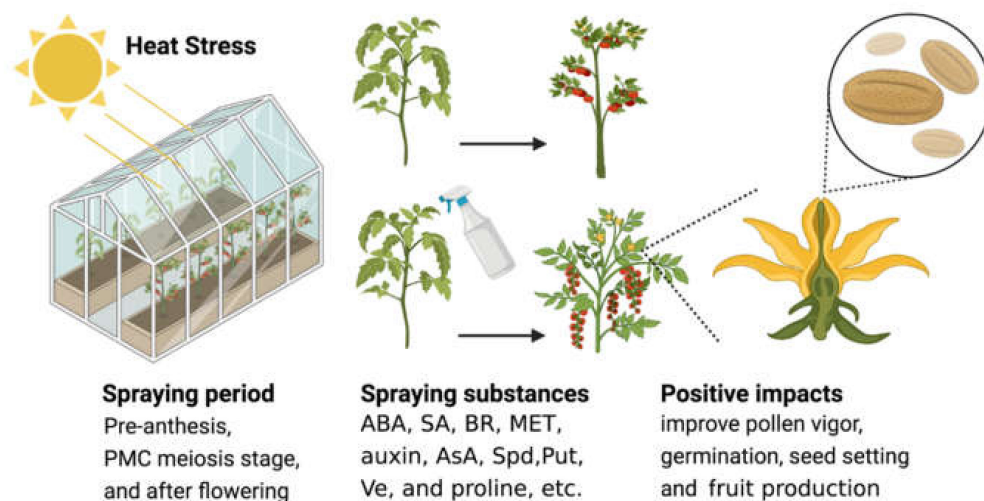 Heat Stress
Spraying period
Pre-anthesis,
PMC meiosis stage,
and after flowering
Spraying substances
ABA, SA, BR, MET,
auxin, AsA, Spd,Put,
Ve, and proline, etc.
Positive impacts
improve pollen vigor,
germination, seed setting
and fruit production